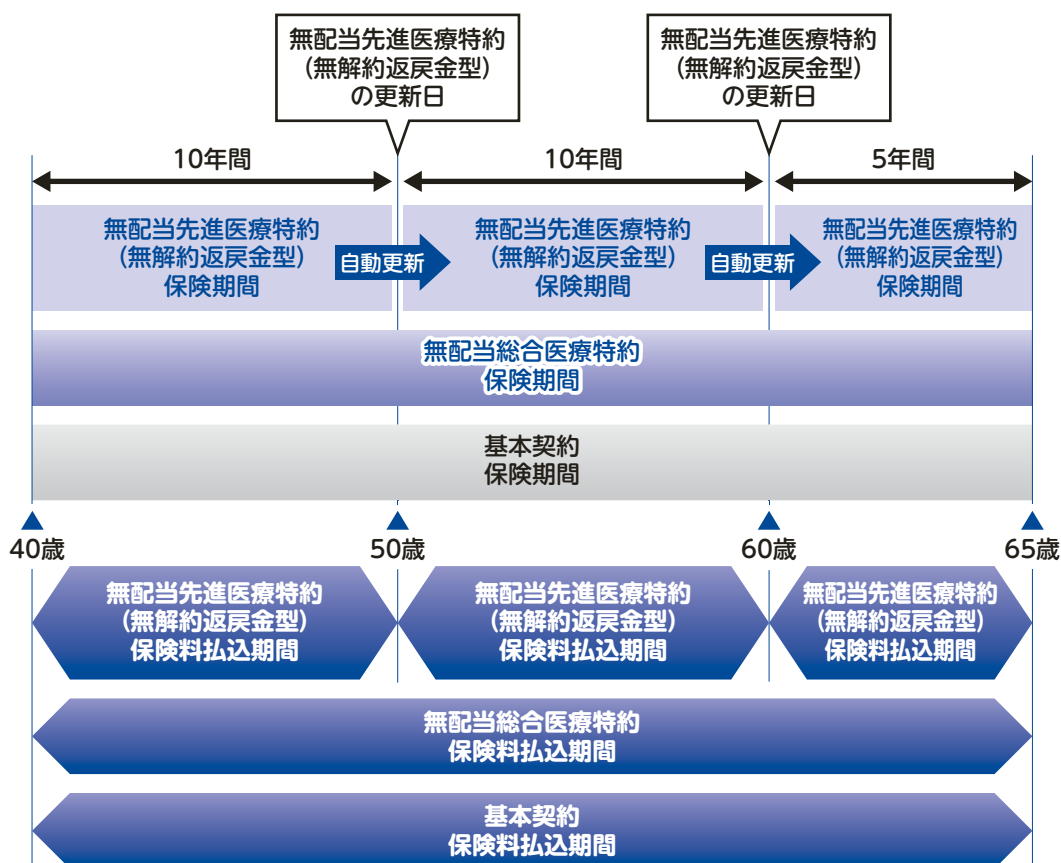 無配当先進医療特約
(無解約返戻金型)
の更新日
無配当先進医療特約
(無解約返戻金型)
の更新日
10年間
10年間
5年間
無配当先進医療特約
(無解約返戻金型)
保険期間
自動更新
無配当先進医療特約
(無解約返戻金型)
保険期間
自動更新
無配当先進医療特約
(無解約返戻金型)
保険期間
無配当総合医療特約
保険期間
基本契約
保険期間
40歳
50歳
60歳
65歳
無配当先進医療特約
(無解約返戻金型)
保険料払込期間
無配当先進医療特約
(無解約返戻金型)
保険料払込期間
無配当先進医療特約
(無解約返戻金型)
保険料払込期間
無配当総合医療特約
保険料払込期間
基本契約
保険料払込期間